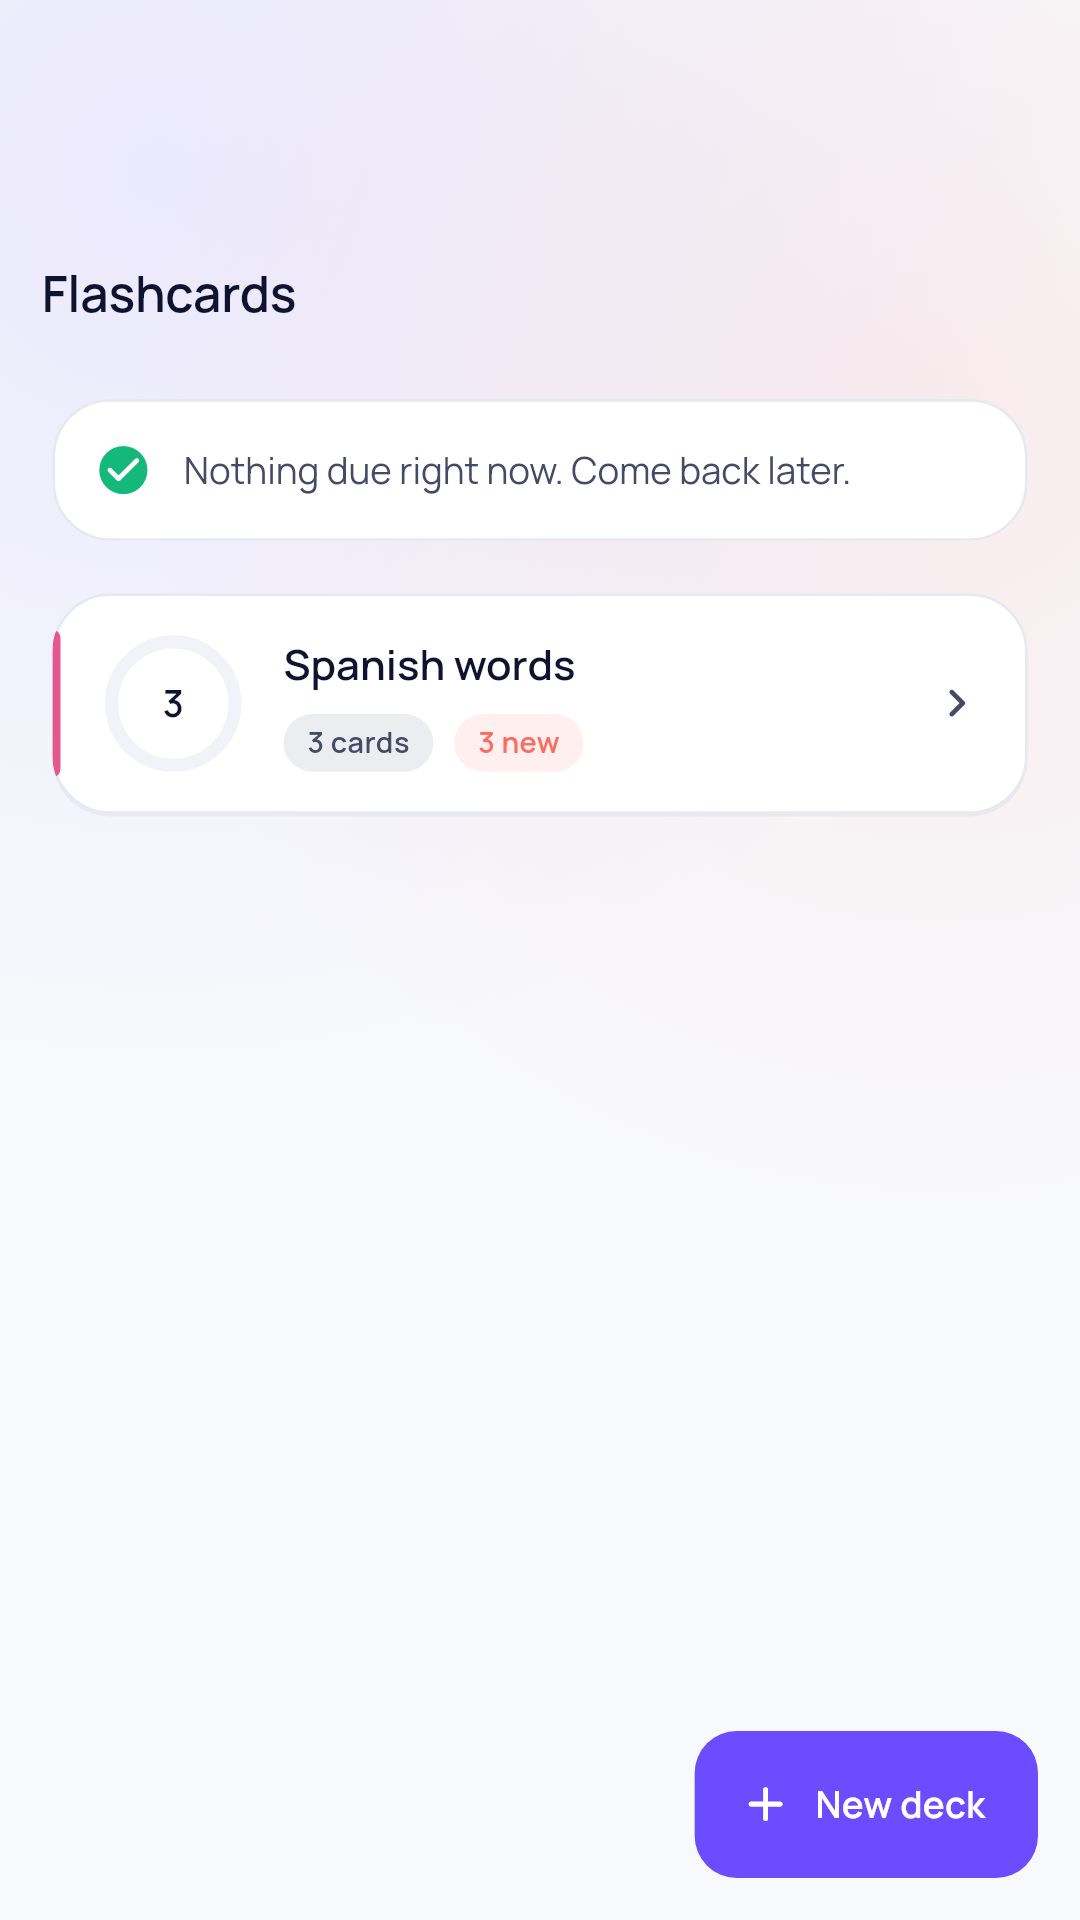 Flashcards
Nothing due right now. Come back later.
3
Spanish words
3 cards
3 new
New deck